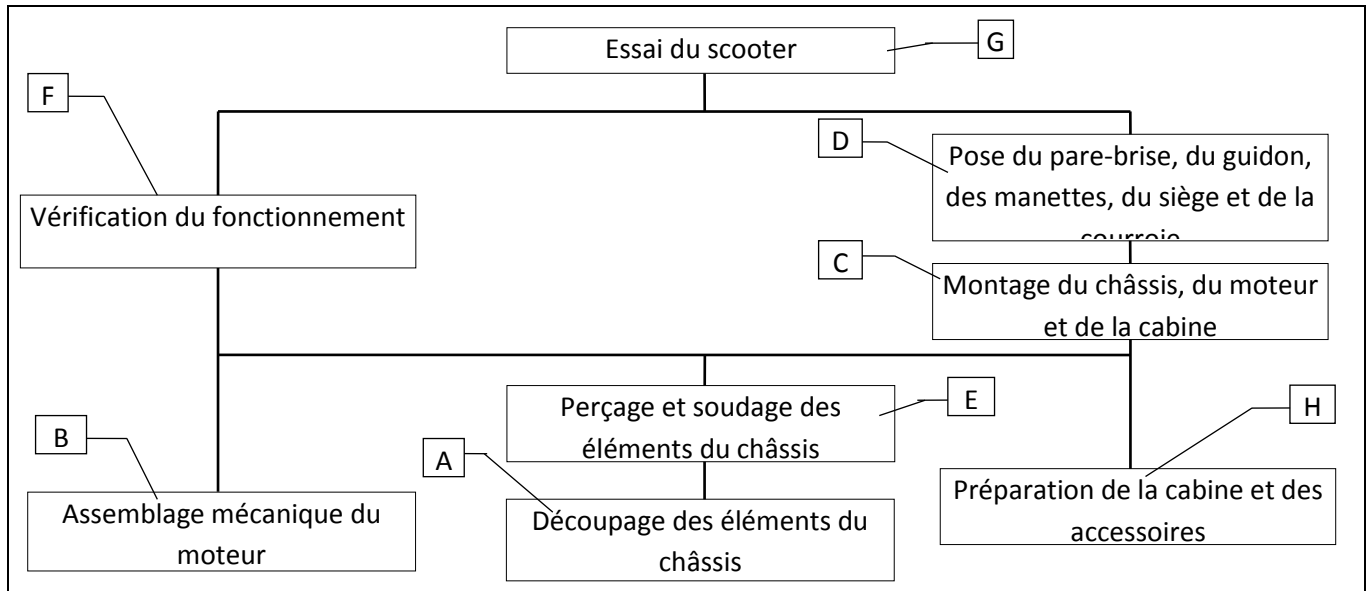 Essai du scooter
G
F
D
Pose du pare-brise, du guidon,
des manettes, du siège et de la
courroie
Vérification du fonctionnement
C
Montage du châssis, du moteur
et de la cabine
E
Perçage et soudage des
éléments du châssis
H
B
A
Assemblage mécanique du
moteur
Découpage des éléments du
châssis
Préparation de la cabine et des
accessoires